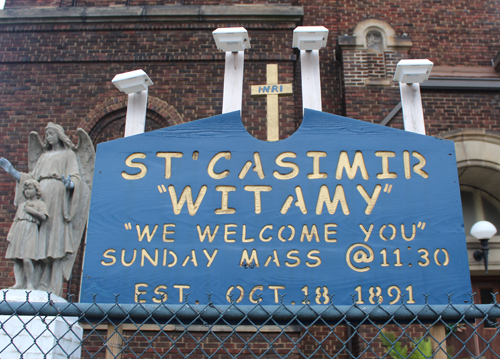 INRI
ST. CASIMIR
"WITAMY"
"WE WELCOME YOU"
SUNDAY MASS @ 11:30
EST. OCT. 18, 1891